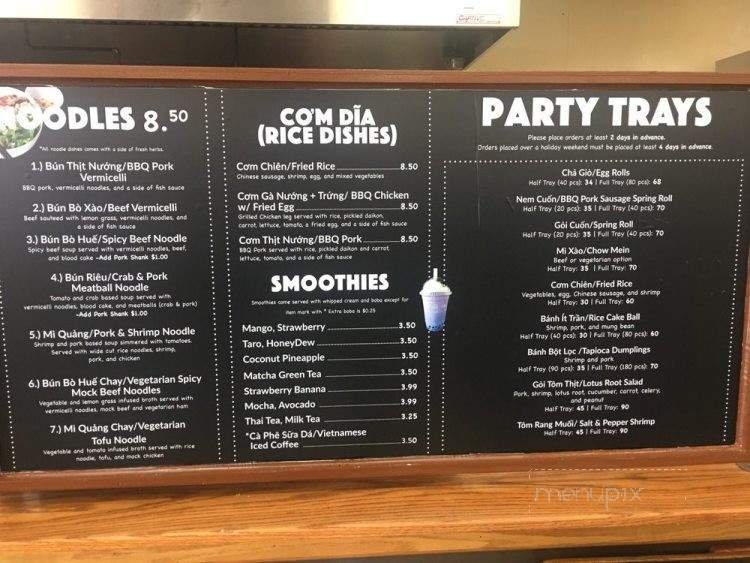 NOODLES 8.50
*All noodle dishes comes with a side of fresh herbs.
1.) Bún Thịt Nướng/BBQ Pork
Vermicelli
BBQ pork, vermicelli noodles, and a side of fish sauce
2.) Bún Bò Xào/Beef Vermicelli
Beef sauteed with lemon grass, vermicelli noodles, and
a side of fish sauce
3.) Bún Bò Huế/Spicy Beef Noodle
Spicy beef soup served with vermicelli noodles, beef,
and blood cake -Add Pork Shank $1.00
4.) Bún Riêu/Crab & Pork
Meatball Noodle
Tomato and crab based soup served with
vermicelli noodles, blood cake, and meatballs (crab & pork)
-Add Pork Shank $1.00
5.) Mì Quảng/Pork & Shrimp Noodle
Shrimp and pork based soup simmered with tomatoes.
Served with wide cut rice noodles, shrimp,
pork, and chicken
6.) Bún Bò Huế Chay/Vegetarian Spicy
Mock Beef Noodles
Vegetable and lemon grass infused broth served with
vermicelli noodles, mock beef and vegetarian ham
7.) Mì Quảng Chay/Vegetarian
Tofu Noodle
Vegetable and tomato infused broth served with rice
noodle, tofu, and mock chicken
CƠM DĨA
(RICE DISHES)
Cơm Chiên/Fried Rice 8.50
Chinese sausage, shrimp, egg, and mixed vegetables
Cơm Gà Nướng + Trứng/ BBQ Chicken
w/ Fried Egg 8.50
Grilled Chicken leg served with rice, pickled daikon,
carrot, lettuce, tomato, a fried egg, and a side of fish sauce
Cơm Thịt Nướng/BBQ Pork 8.50
BBQ Pork served with rice, pickled daikon and carrot,
lettuce, tomato, and a side of fish sauce
SMOOTHIES
Smoothies come served with whipped cream and boba except for
item mark with * Extra boba is $0.25
Mango, Strawberry 3.50
Taro, HoneyDew 3.50
Coconut Pineapple 3.50
Matcha Green Tea 3.50
Strawberry Banana 3.99
Mocha, Avocado 3.99
Thai Tea, Milk Tea 3.25
*Cà Phê Sữa Dá/Vietnamese
Iced Coffee 3.50
PARTY TRAYS
Please place orders at least 2 days in advance.
Orders placed over a holiday weekend must be placed at least 4 days in advance.
Chả Giò/Egg Rolls
Half Tray (40 pcs): 34 | Full Tray (80 pcs): 68
Nem Cuốn/BBQ Pork Sausage Spring Roll
Half Tray (20 pcs): 35 | Full Tray (40 pcs): 70
Gỏi Cuốn/Spring Roll
Half Tray (20 pcs): 35 | Full Tray (40 pcs): 70
Mì Xào/Chow Mein
Beef or vegetarian option
Half Tray: 35 | Full Tray: 70
Cơm Chiên/Fried Rice
Vegetables, egg, Chinese sausage, and shrimp
Half Tray: 30 | Full Tray: 60
Bánh Ít Trần/Rice Cake Ball
Shrimp, pork, and mung bean
Half Tray (40 pcs): 30 | Full Tray (80 pcs): 60
Bánh Bột Lọc /Tapioca Dumplings
Shrimp and pork
Half Tray (90 pcs): 35 | Full Tray (180 pcs): 70
Gỏi Tôm Thịt/Lotus Root Salad
Pork, shrimp, lotus root, cucumber, carrot, celery,
and peanut
Half Tray: 45 | Full Tray: 90
Tôm Rang Muối/ Salt & Pepper Shrimp
Half Tray: 45 | Full Tray: 90
menupix